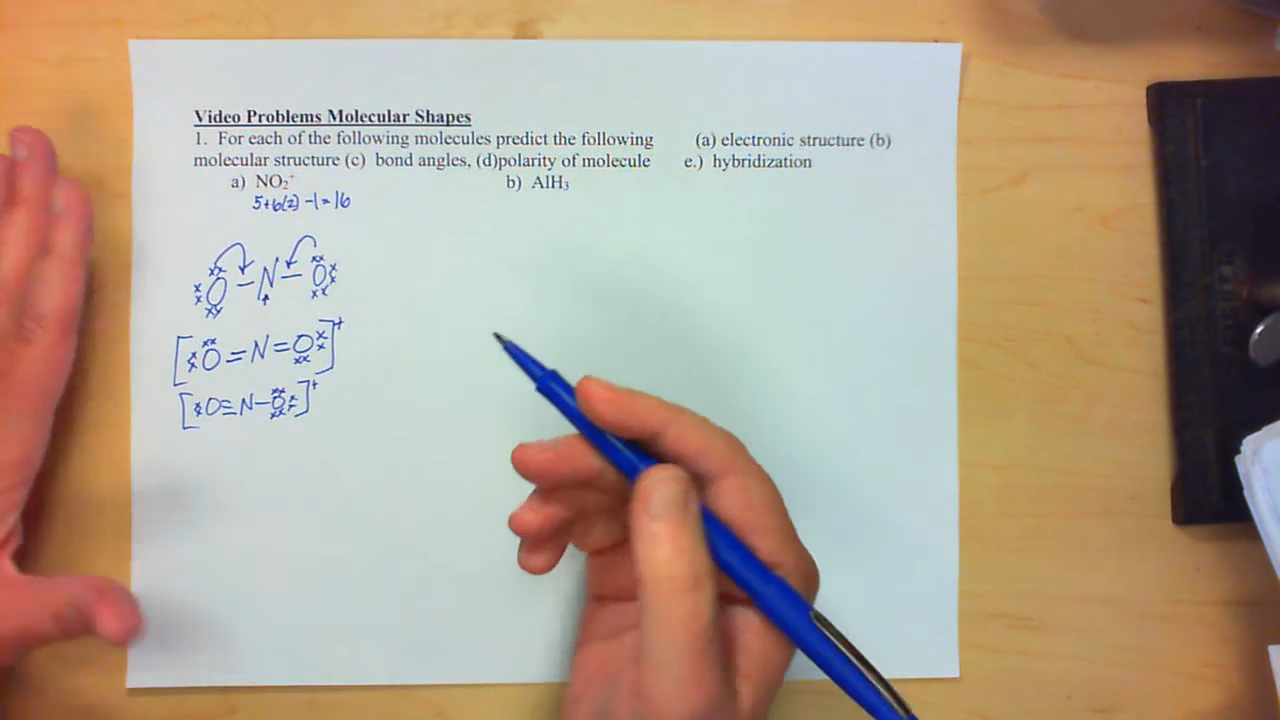 Video Problems Molecular Shapes
1. For each of the following molecules predict the following (a) electronic structure (b)
molecular structure (c) bond angles, (d)polarity of molecule e.) hybridization
a) NO₂⁺ b) AlH₃
5+6(2)-1=16
O-N-O
[O=N=O]⁺
[O≡N-O]⁺